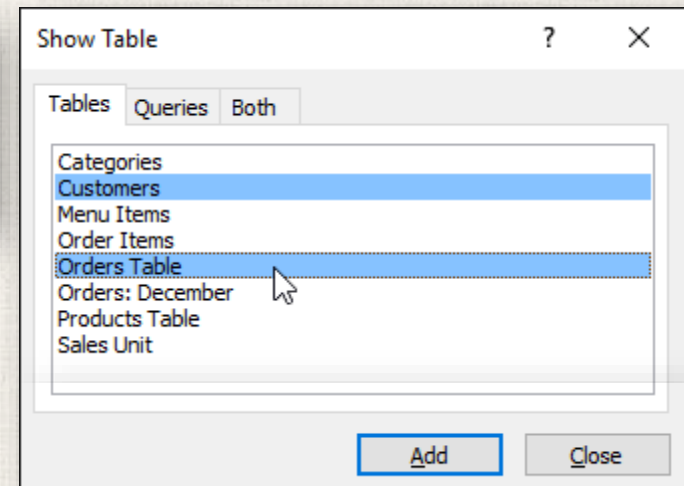 Show Table ?
Tables Queries Both
Categories
Customers
Menu Items
Order Items
Orders Table
Orders: December
Products Table
Sales Unit
Add Close